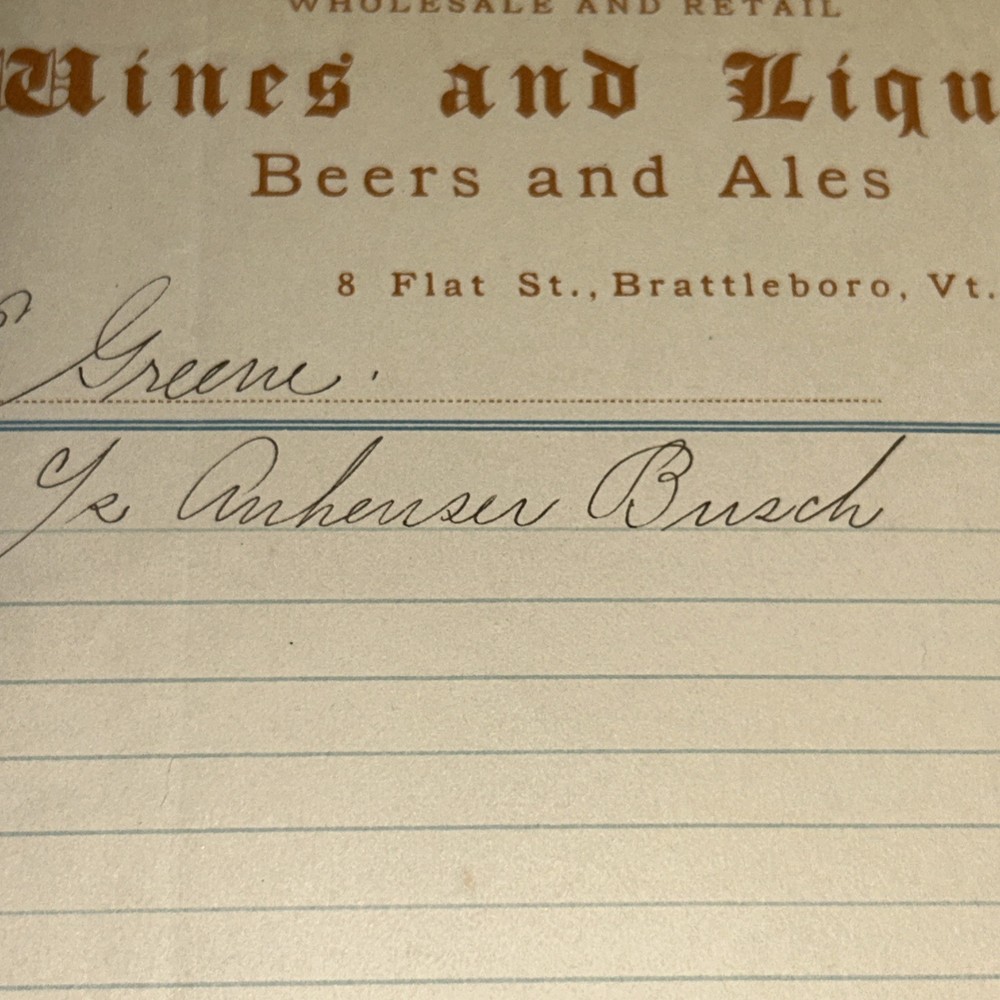 WHOLESALE AND RETAIL
Wines and Liqu
Beers and Ales
8 Flat St., Brattleboro, Vt.
Greene.
Anheuser Busch